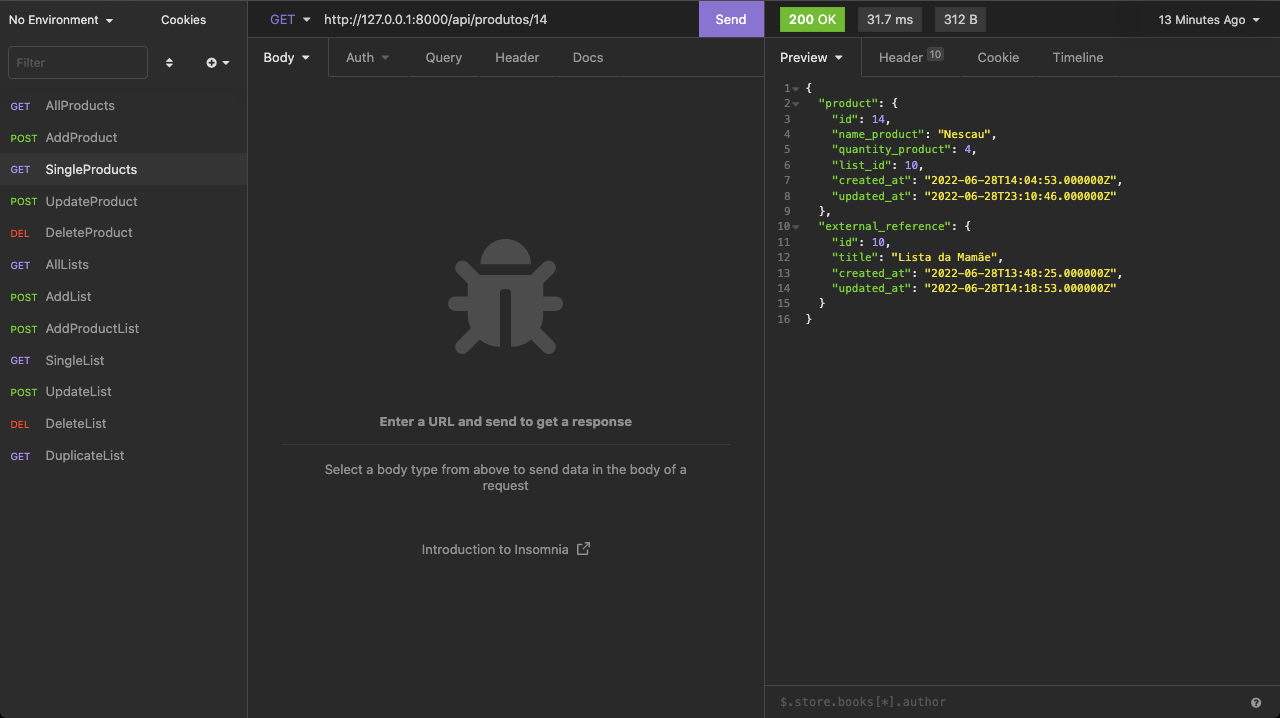 No Environment
Cookies
Filter
GET AllProducts
POST AddProduct
GET SingleProducts
POST UpdateProduct
DEL DeleteProduct
GET AllLists
POST AddList
POST AddProductList
GET SingleList
POST UpdateList
DEL DeleteList
GET DuplicateList
GET http://127.0.0.1:8000/api/produtos/14 Send
Body Auth Query Header Docs
Enter a URL and send to get a response
Select a body type from above to send data in the body of a
request
Introduction to Insomnia
200 OK 31.7 ms 312 B 13 Minutes Ago
Preview Header 10 Cookie Timeline
1 {
2 "product": {
3 "id": 14,
4 "name_product": "Nescau",
5 "quantity_product": 4,
6 "list_id": 10,
7 "created_at": "2022-06-28T14:04:53.000000Z",
8 "updated_at": "2022-06-28T23:10:46.000000Z"
9 },
10 "external_reference": {
11 "id": 10,
12 "title": "Lista da Mamãe",
13 "created_at": "2022-06-28T13:48:25.000000Z",
14 "updated_at": "2022-06-28T14:18:53.000000Z"
15 }
16 }
$.store.books[*].author